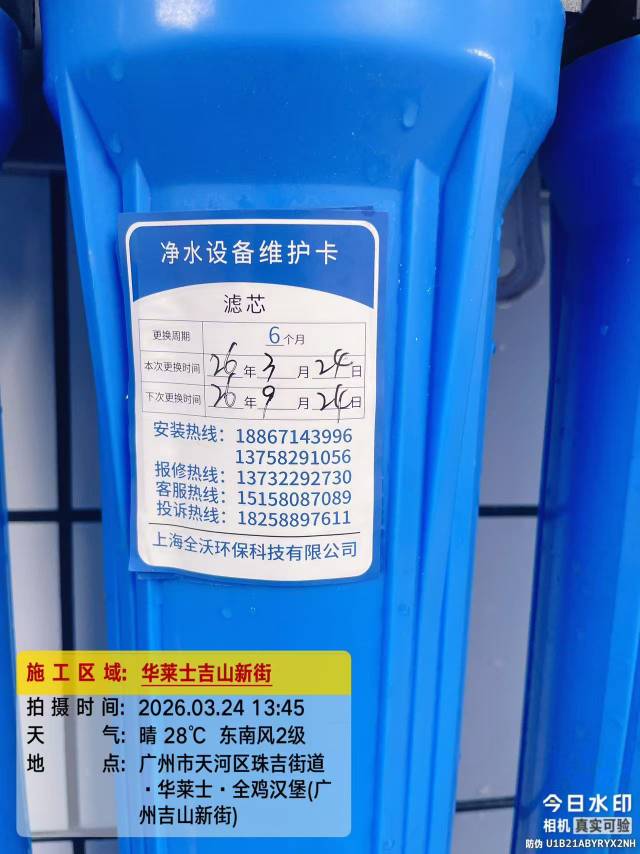 净水设备维护卡
滤芯
更换周期 6个月
本次更换时间 26年3月24日
下次更换时间 26年9月24日
安装热线: 18867143996
13758291056
报修热线: 13732292730
客服热线: 15158087089
投诉热线: 18258897611
上海全沃环保科技有限公司
施工区域: 华莱士吉山新街
拍摄时间: 2026.03.24 13:45
天气: 晴 28℃ 东南风2级
地点: 广州市天河区珠吉街道
·华莱士·全鸡汉堡(广
州吉山新街)
今日水印
相机 真实可验
防伪 U1B21ABYRYX2NH